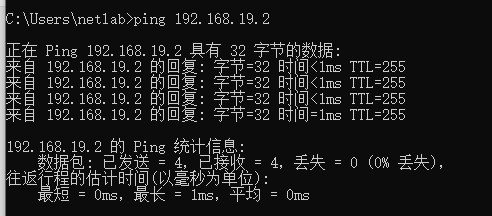 C:\Users\netlab>ping 192.168.19.2
正在 Ping 192.168.19.2 具有 32 字节的数据:
来自 192.168.19.2 的回复: 字节=32 时间<1ms TTL=255
来自 192.168.19.2 的回复: 字节=32 时间<1ms TTL=255
来自 192.168.19.2 的回复: 字节=32 时间<1ms TTL=255
来自 192.168.19.2 的回复: 字节=32 时间=1ms TTL=255
192.168.19.2 的 Ping 统计信息:
数据包: 已发送 = 4, 已接收 = 4, 丢失 = 0 (0% 丢失),
往返行程的估计时间(以毫秒为单位):
最短 = 0ms, 最长 = 1ms, 平均 = 0ms